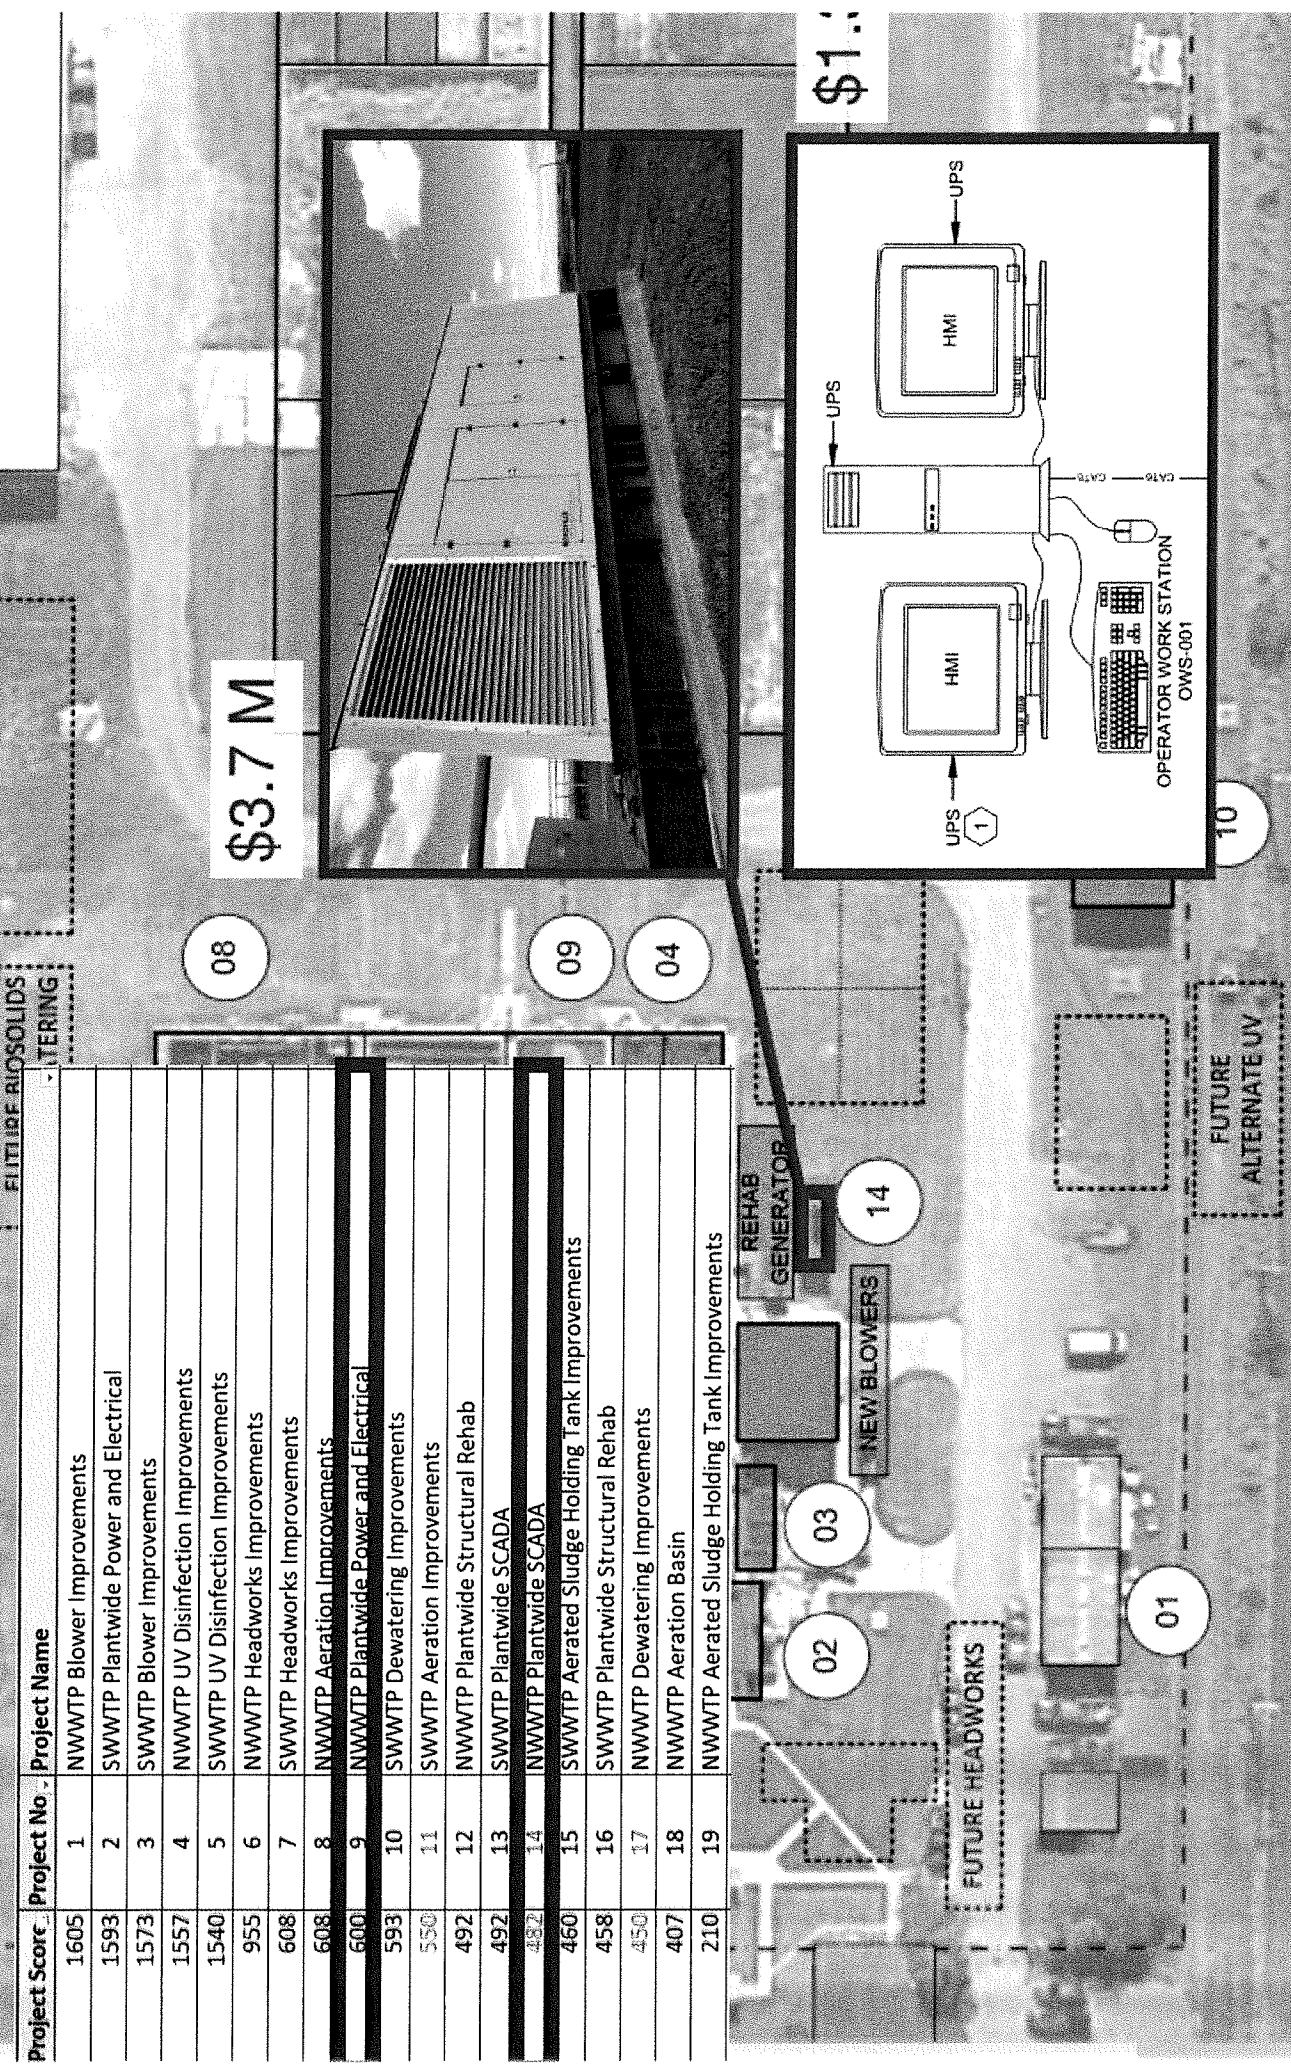 Project Score Project No. Project Name
1605 1 NWWTP Blower Improvements
1593 2 SWWTP Plantwide Power and Electrical
1573 3 SWWTP Blower Improvements
1557 4 NWWTP UV Disinfection Improvements
1540 5 SWWTP UV Disinfection Improvements
955 6 NWWTP Headworks Improvements
608 7 SWWTP Headworks Improvements
608 8 NWWTP Aeration Improvements
600 9 NWWTP Plantwide Power and Electrical
593 10 SWWTP Dewatering Improvements
550 11 SWWTP Aeration Improvements
492 12 NWWTP Plantwide Structural Rehab
492 13 SWWTP Plantwide SCADA
482 14 NWWTP Plantwide SCADA
460 15 SWWTP Aerated Sludge Holding Tank Improvements
458 16 SWWTP Plantwide Structural Rehab
450 17 NWWTP Dewatering Improvements
407 18 NWWTP Aeration Basin
210 19 NWWTP Aerated Sludge Holding Tank Improvements
FUTURE BIOSOLIDS
TERING
08
09
04
$3.7 M
$1.
REHAB
GENERATOR
14
NEW BLOWERS
03
02
01
10
FUTURE HEADWORKS
FUTURE
ALTERNATE UV
UPS
UPS
UPS
1
HMI
HMI
CAT6
CAT6
OPERATOR WORK STATION
OWS-001